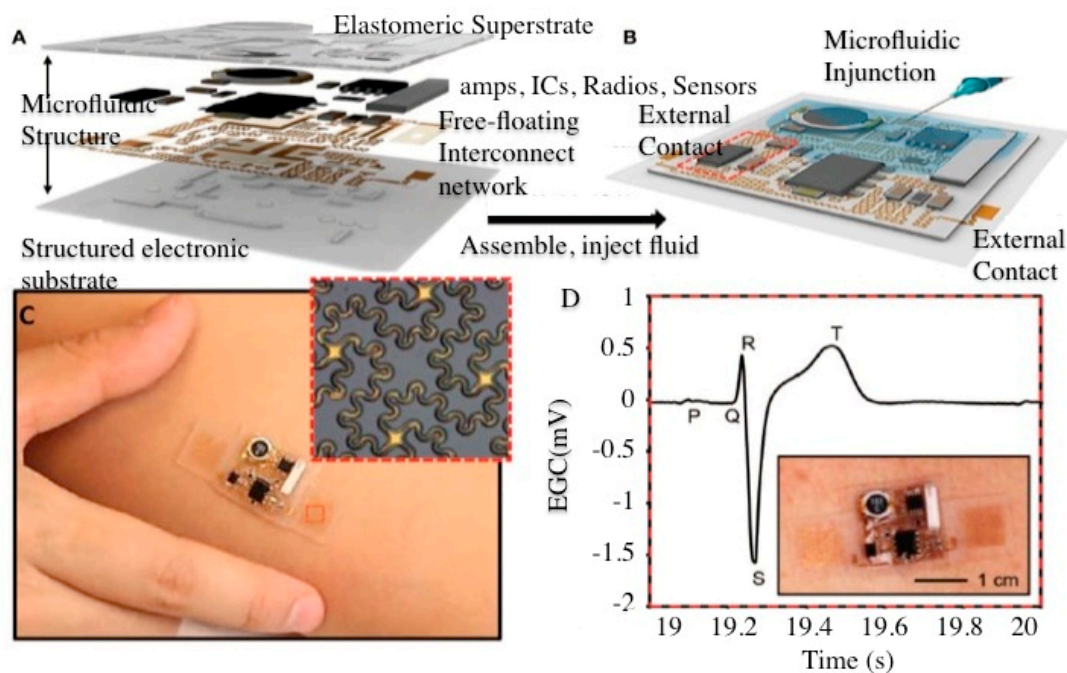 A
Elastomeric Superstrate
Microfluidic
Structure
amps, ICs, Radios, Sensors
Free-floating
Interconnect
network
Structured electronic
substrate
Assemble, inject fluid
B
Microfluidic
Injunction
External
Contact
External
Contact
C
D
EGC(mV)
1
0.5
0
-0.5
-1
-1.5
-2
P
Q
R
S
T
1 cm
19
19.2
19.4
19.6
19.8
20
Time (s)